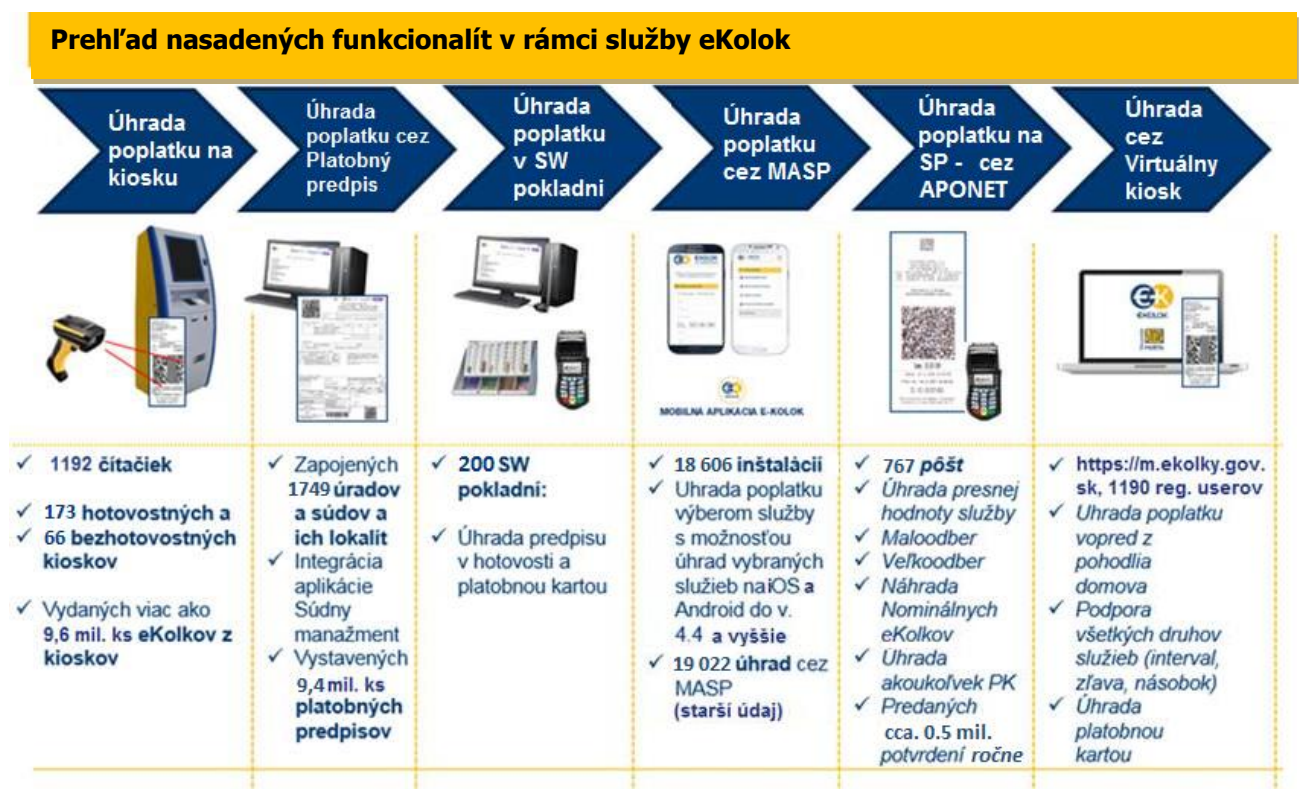 Prehľad nasadených funkcionalít v rámci služby eKolok
Úhrada
poplatku na
kiosku
Úhrada
poplatku cez
Platobný
predpis
Úhrada
poplatku
v SW
pokladni
Úhrada
poplatku
cez MASP
Úhrada
poplatku na
SP - cez
APONET
Úhrada
cez
Virtuálny
kiosk
EKOLOK
MOBILNÁ APLIKÁCIA E-KOLOK
eKOLOK
✓ 1192 čítačiek
✓ 173 hotovostných a
✓ 66 bezhotovostných
kioskov
✓ Vydaných viac ako
9,6 mil. ks eKolkov z
kioskov
✓ Zapojených
1749 úradov
a súdov a
ich lokalít
✓ Integrácia
aplikácie
Súdny
manažment
✓ Vystavených
9,4 mil. ks
platobných
predpisov
✓ 200 SW
pokladní:
✓ Úhrada predpisu
v hotovosti a
platobnou kartou
✓ 18 606 inštalácií
✓ Uhrada poplatku
výberom služby
s možnosťou
úhrad vybraných
služieb na iOS a
Android do v.
4.4 a vyššie
✓ 19 022 úhrad cez
MASP
(starší údaj)
✓ 767 pôšt
✓ Úhrada presnej
hodnoty služby
✓ Maloodber
✓ Veľkoodber
✓ Náhrada
Nominálnych
eKolkov
✓ Úhrada
akoukoľvek PK
✓ Predaných
cca. 0.5 mil.
potvrdení ročne
✓ https://m.ekolky.gov.
sk, 1190 reg. userov
✓ Uhrada poplatku
vopred z
pohodlia
domova
✓ Podpora
všetkých druhov
služieb (interval,
zľava, násobok)
✓ Úhrada
platobnou
kartou